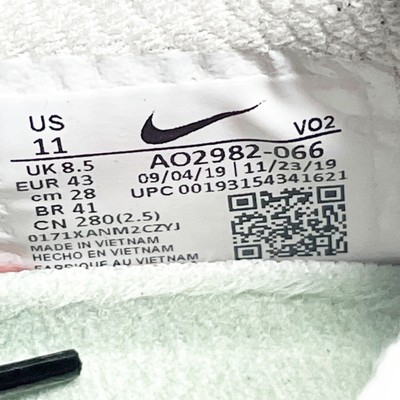 US
11
UK 8.5
EUR 43
cm 28
BR 41
CN 280(2.5)
0171XANM2CZYJ
MADE IN VIETNAM
HECHO EN VIETNAM
FABRIQUE AU VIETNAM
VO2
AO2982-066
09/04/19 | 11/23/19
UPC 00193154341621